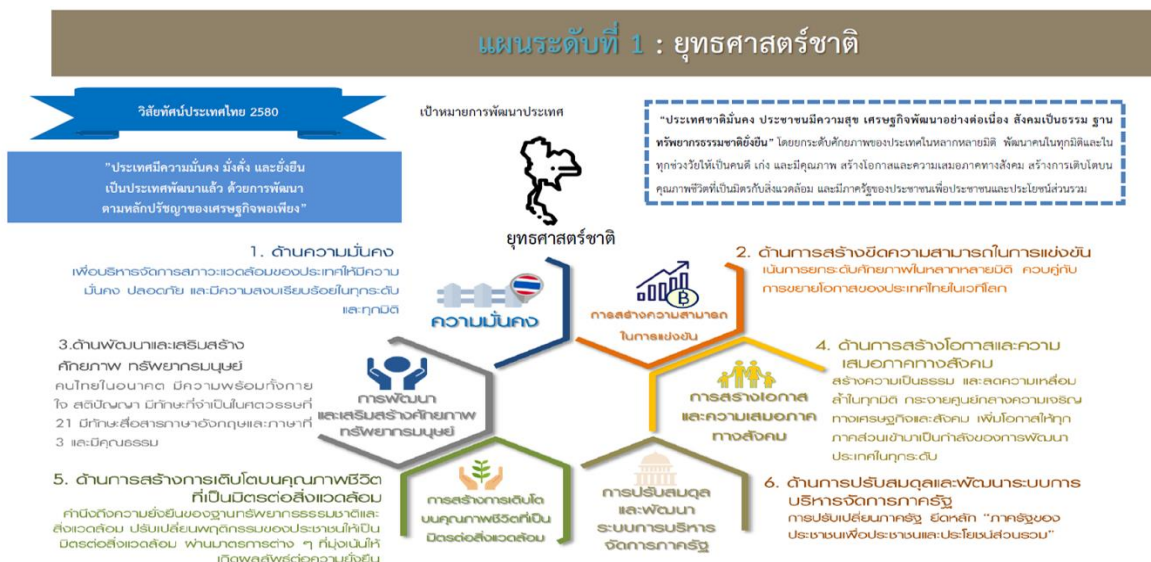 แผนระดับที่ 1 : ยุทธศาสตร์ชาติ
วิสัยทัศน์ประเทศไทย 2580
"ประเทศมีความมั่นคง มั่งคั่ง และยั่งยืน
เป็นประเทศพัฒนาแล้ว ด้วยการพัฒนา
ตามหลักปรัชญาของเศรษฐกิจพอเพียง"
เป้าหมายการพัฒนาประเทศ
"ประเทศชาติมั่นคง ประชาชนมีความสุข เศรษฐกิจพัฒนาอย่างต่อเนื่อง สังคมเป็นธรรม ฐาน
ทรัพยากรธรรมชาติยั่งยืน" โดยยกระดับศักยภาพของประเทศในหลากหลายมิติ พัฒนาคนในทุกมิติและใน
ทุกช่วงวัยให้เป็นคนดี เก่ง และมีคุณภาพ สร้างโอกาสและความเสมอภาคทางสังคม สร้างการเติบโตบน
คุณภาพชีวิตที่เป็นมิตรกับสิ่งแวดล้อม และมีภาครัฐของประชาชนเพื่อประชาชนและประโยชน์ส่วนรวม
ยุทธศาสตร์ชาติ
1. ด้านความมั่นคง
เพื่อบริหารจัดการสภาวะแวดล้อมของประเทศให้มีความ
มั่นคง ปลอดภัย และมีความสงบเรียบร้อยในทุกระดับ
และทุกมิติ
ความมั่นคง
การสร้างความสามารถ
ในการแข่งขัน
2. ด้านการสร้างขีดความสามารถในการแข่งขัน
เน้นการยกระดับศักยภาพในหลากหลายมิติ ควบคู่กับ
การขยายโอกาสของประเทศไทยในเวทีโลก
3.ด้านพัฒนาและเสริมสร้าง
ศักยภาพ ทรัพยากรมนุษย์
คนไทยในอนาคต มีความพร้อมทั้งกาย
ใจ สติปัญญา มีทักษะที่จำเป็นในศตวรรษที่
21 มีทักษะสื่อสารภาษาอังกฤษและภาษาที่
3 และมีคุณธรรม
การพัฒนา
และเสริมสร้างศักยภาพ
ทรัพยากรมนุษย์
การสร้างโอกาส
และความเสมอภาค
ทางสังคม
4. ด้านการสร้างโอกาสและความ
เสมอภาคทางสังคม
สร้างความเป็นธรรม และลดความเหลื่อม
ล้ำในทุกมิติ กระจายศูนย์กลางความเจริญ
ทางเศรษฐกิจและสังคม เพิ่มโอกาสให้ทุก
ภาคส่วนเข้ามาเป็นกำลังของการพัฒนา
ประเทศในทุกระดับ
5. ด้านการสร้างการเติบโตบนคุณภาพชีวิต
ที่เป็นมิตรต่อสิ่งแวดล้อม
คำนึงถึงความยั่งยืนของฐานทรัพยากรธรรมชาติและ
สิ่งแวดล้อม ปรับเปลี่ยนพฤติกรรมของประชาชนให้เป็น
มิตรต่อสิ่งแวดล้อม ผ่านมาตรการต่าง ๆ ที่มุ่งเน้นให้
เกิดผลลัพธ์ต่อความยั่งยืน
การสร้างการเติบโต
บนคุณภาพชีวิตที่เป็น
มิตรต่อสิ่งแวดล้อม
การปรับสมดุล
และพัฒนา
ระบบการบริหาร
จัดการภาครัฐ
6. ด้านการปรับสมดุลและพัฒนาระบบการ
บริหารจัดการภาครัฐ
การปรับเปลี่ยนภาครัฐ ยึดหลัก "ภาครัฐของ
ประชาชนเพื่อประชาชนและประโยชน์ส่วนรวม"